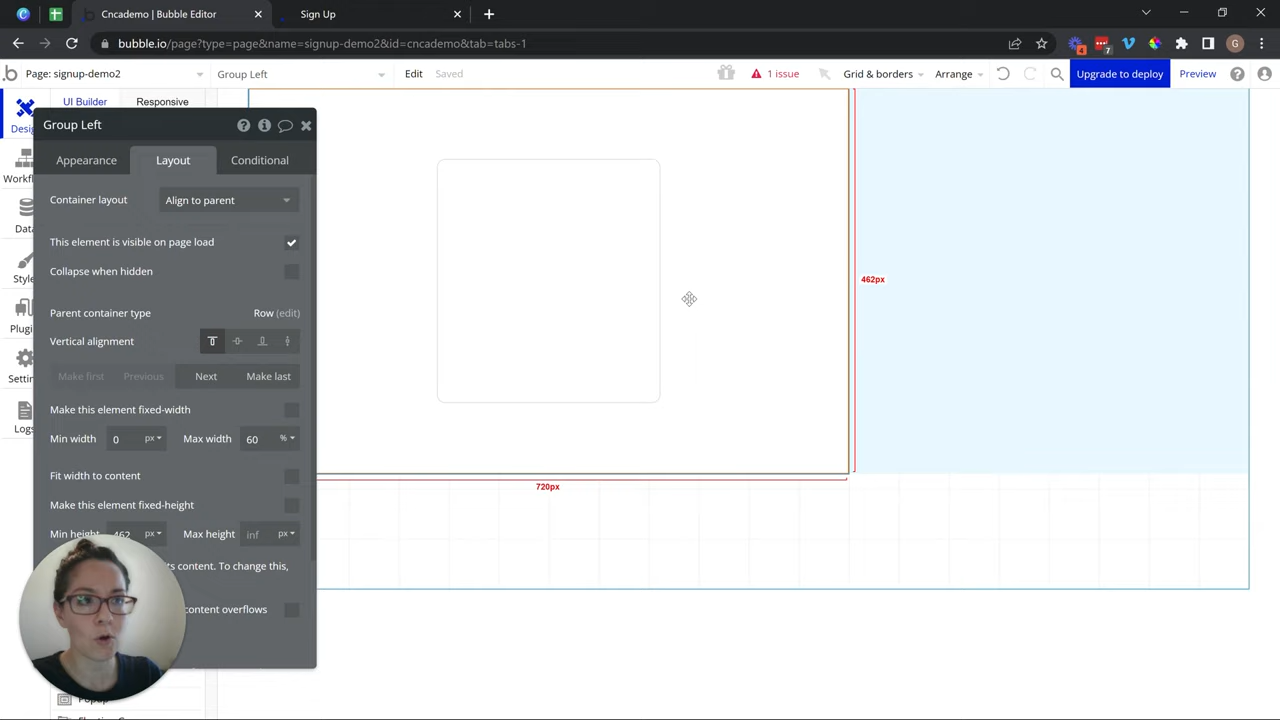 Cncademo | Bubble Editor
Sign Up
bubble.io/page?type=page&name=signup-demo2&id=cncademo&tab=tabs-1
4
7
G
Page: signup-demo2
Group Left
Edit
Saved
1 issue
Grid & borders
Arrange
Upgrade to deploy
Preview
UI Builder
Responsive
Group Left
Appearance
Layout
Conditional
Container layout
Align to parent
This element is visible on page load
Collapse when hidden
Parent container type
Row (edit)
Vertical alignment
Make first
Previous
Next
Make last
Make this element fixed-width
Min width
0
px
Max width
60
%
Fit width to content
Make this element fixed-height
Min height
462
px
Max height
inf
px
ts content. To change this,
content overflows
462px
720px